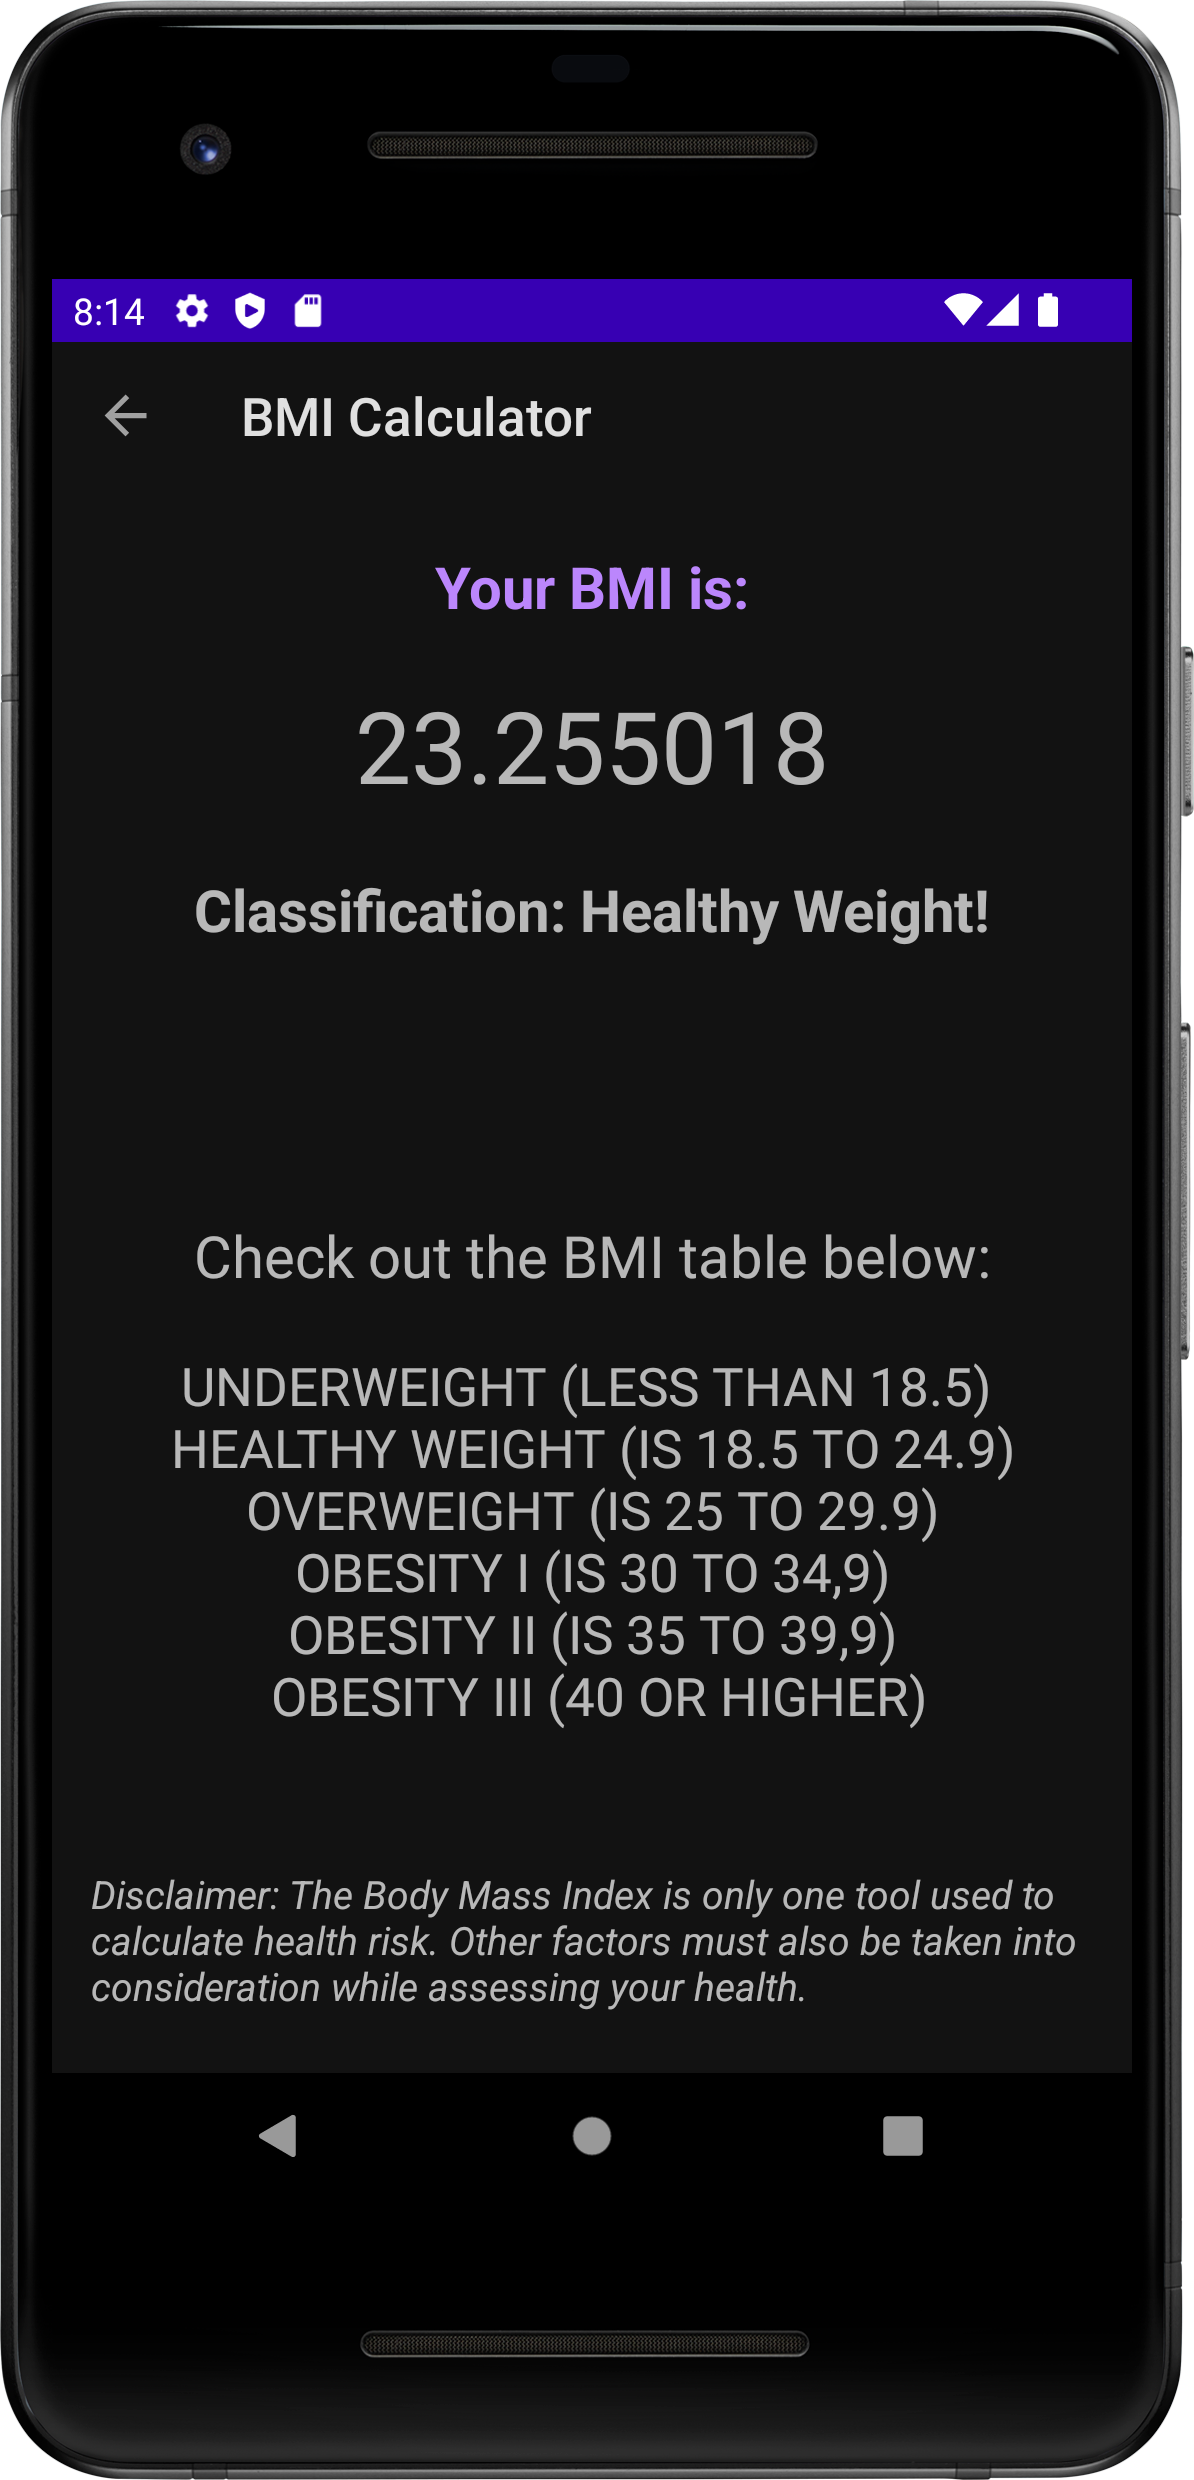 8:14
BMI Calculator
Your BMI is:
23.255018
Classification: Healthy Weight!
Check out the BMI table below:
UNDERWEIGHT (LESS THAN 18.5)
HEALTHY WEIGHT (IS 18.5 TO 24.9)
OVERWEIGHT (IS 25 TO 29.9)
OBESITY I (IS 30 TO 34,9)
OBESITY II (IS 35 TO 39,9)
OBESITY III (40 OR HIGHER)
Disclaimer: The Body Mass Index is only one tool used to
calculate health risk. Other factors must also be taken into
consideration while assessing your health.